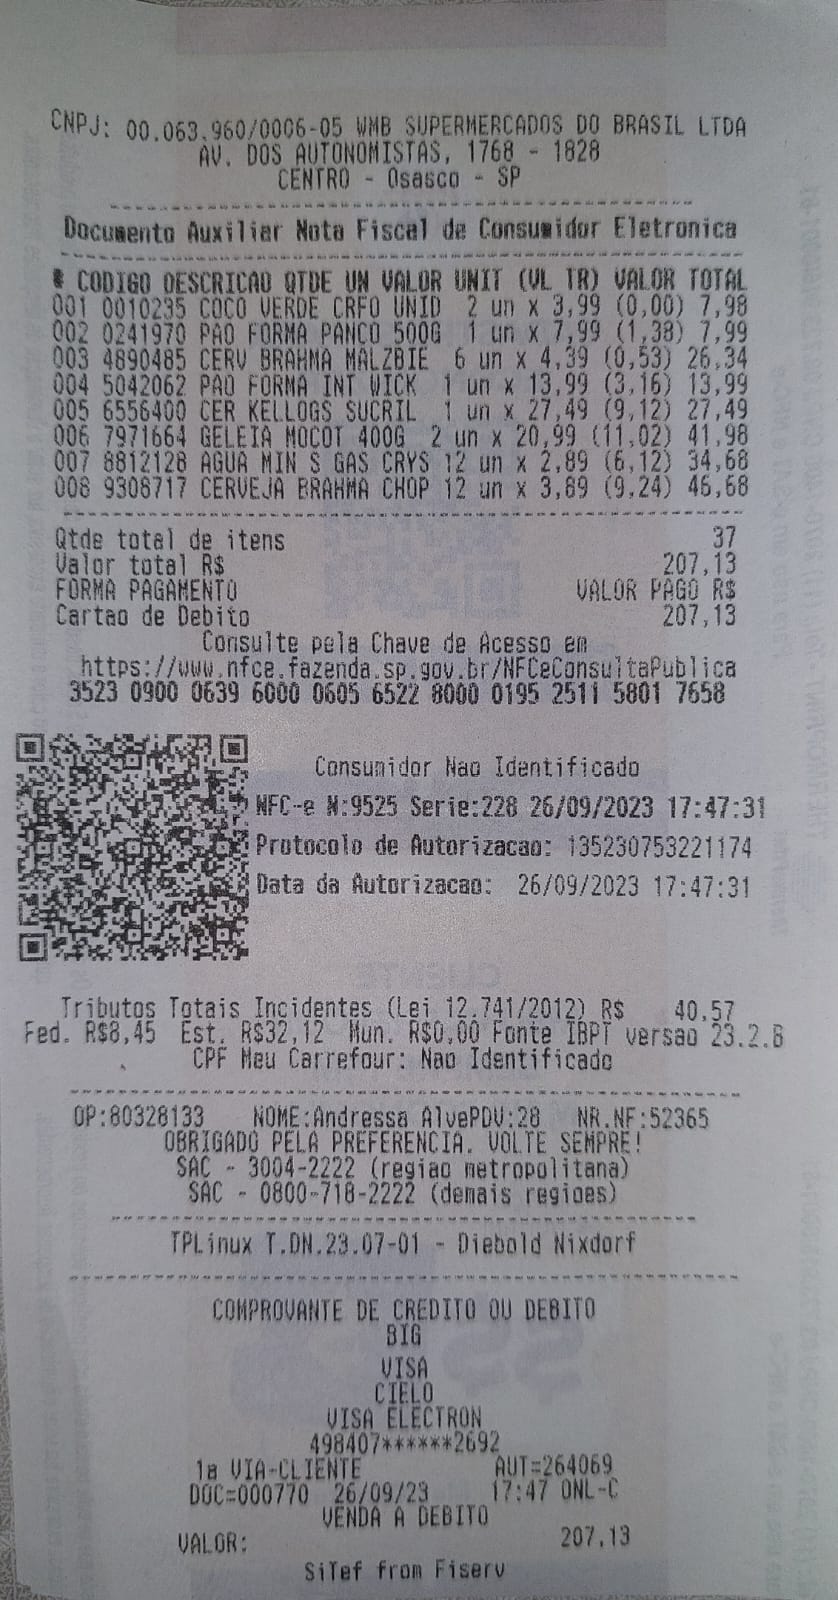 CNPJ: 00.063.960/0006-05 WMB SUPERMERCADOS DO BRASIL LTDA
AV. DOS AUTONOMISTAS, 1768 - 1828
CENTRO - Osasco - SP
Documento Auxiliar Nota Fiscal de Consumidor Eletronica
# CODIGO DESCRICAO QTDE UN VALOR UNIT (VL TR) VALOR TOTAL
001 0010235 COCO VERDE CRFO UNID 2 un x 3,99 (0,00) 7,98
002 0241970 PAO FORMA PANCO 500G 1 un x 7,99 (1,38) 7,99
003 4890485 CERV BRAHMA MALZBIE 6 un x 4,39 (0,53) 26,34
004 5042062 PAO FORMA INT WICK 1 un x 13,99 (3,16) 13,99
005 6556400 CER KELLOGS SUCRIL 1 un x 27,49 (9,12) 27,49
006 7971664 GELEIA MOCOT 400G 2 un x 20,99 (11,02) 41,98
007 8812128 AGUA MIN S GAS CRYS 12 un x 2,89 (6,12) 34,68
008 9308717 CERVEJA BRAHMA CHOP 12 un x 3,89 (9,24) 46,68
Qtde total de itens 37
Valor total R$ 207,13
FORMA PAGAMENTO VALOR PAGO R$
Cartao de Debito 207,13
Consulte pela Chave de Acesso em
https://www.nfce.fazenda.sp.gov.br/NFCeConsultaPublica
3523 0900 0639 6000 0605 6522 8000 0195 2511 5801 7658
Consumidor Nao Identificado
NFC-e N:9525 Serie:228 26/09/2023 17:47:31
Protocolo de Autorizacao: 135230753221174
Data da Autorizacao: 26/09/2023 17:47:31
Tributos Totais Incidentes (Lei 12.741/2012) R$ 40,57
Fed. R$8,45 Est. R$32,12 Mun. R$0,00 Fonte IBPT versao 23.2.B
CPF Meu Carrefour: Nao Identificado
OP:80328133 NOME:Andressa AlvePDV:28 NR.NF:52365
OBRIGADO PELA PREFERENCIA. VOLTE SEMPRE!
SAC - 3004-2222 (regiao metropolitana)
SAC - 0800-718-2222 (demais regioes)
TPLinux T.DN.23.07-01 - Diebold Nixdorf
COMPROVANTE DE CREDITO OU DEBITO
BIG
VISA
CIELO
VISA ELECTRON
498407******2692
1a VIA-CLIENTE AUT=264069
DOC=000770 26/09/23 17:47 ONL-C
VENDA A DEBITO
VALOR: 207,13
SiTef from Fiserv